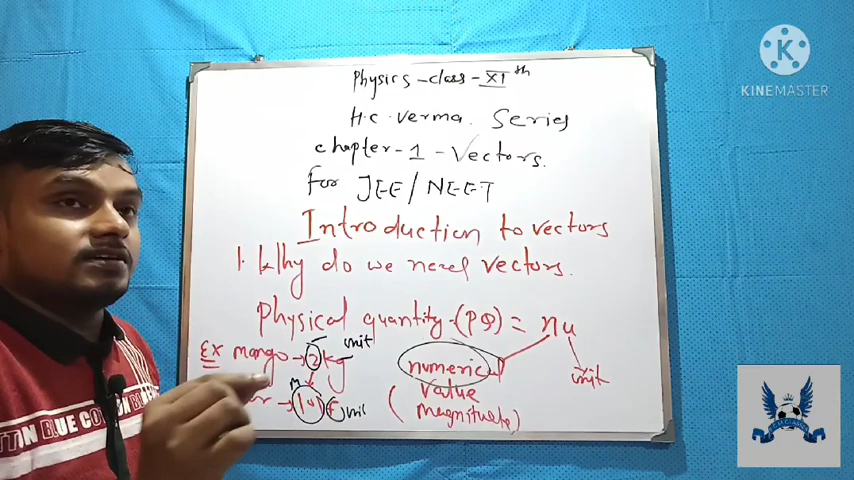 Physics - class - XI th
H.C. Verma. Series
chapter - 1 - Vectors.
For JEE/NEET
Introduction to vectors
1. Why do we need vectors.
Physical quantity - (PQ) = nu
Ex mango → 2 kg unit
numerical
unit
M
value
unit
(magnitude)
K
KINEMASTER